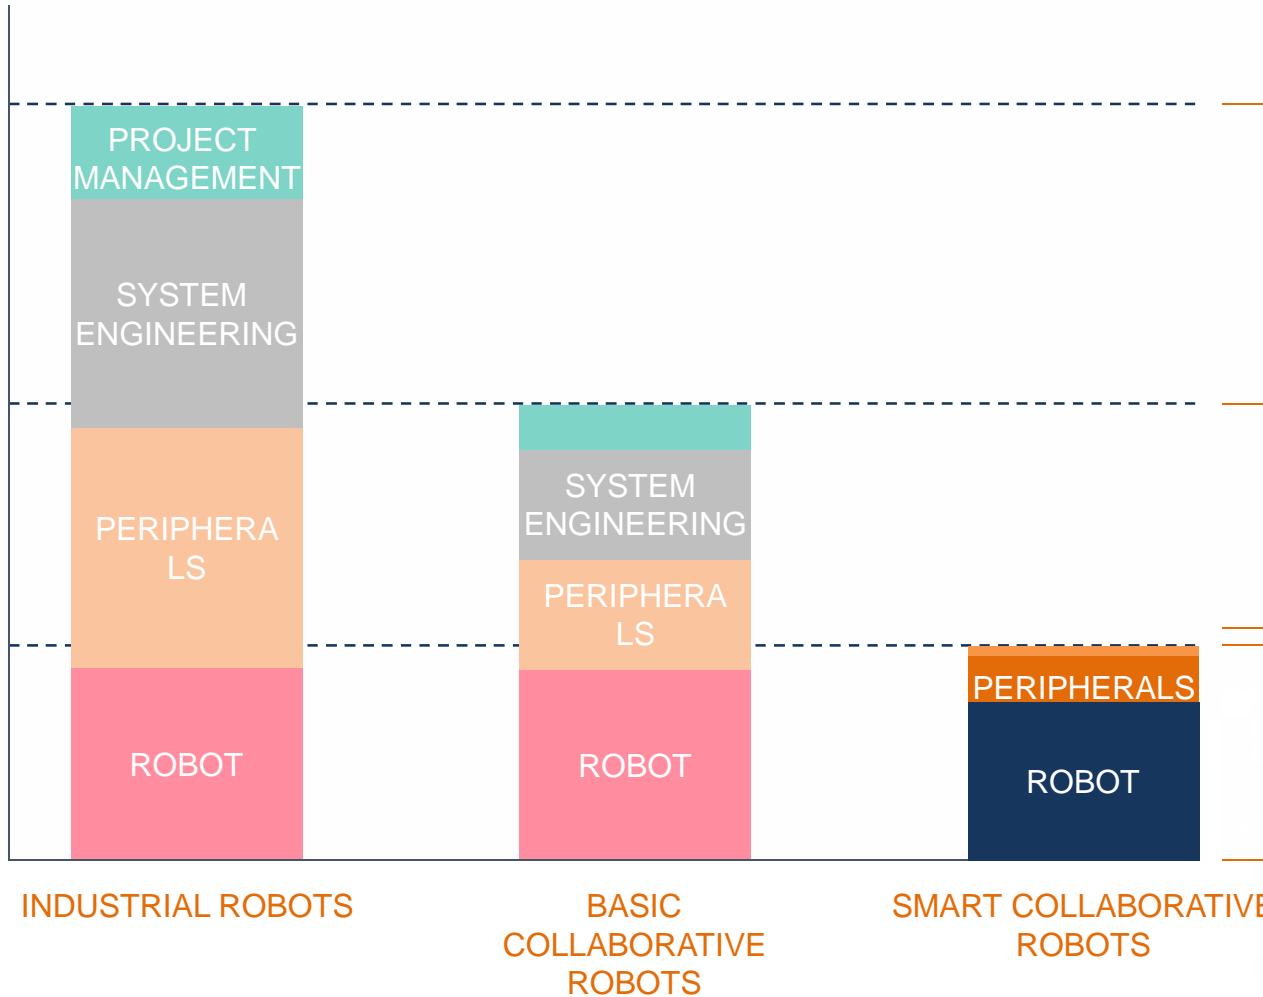 PROJECT
MANAGEMENT
SYSTEM
ENGINEERING
PERIPHERA
LS
ROBOT
SYSTEM
ENGINEERING
PERIPHERA
LS
ROBOT
PERIPHERALS
ROBOT
INDUSTRIAL ROBOTS
BASIC
COLLABORATIVE
ROBOTS
SMART COLLABORATIVE
ROBOTS